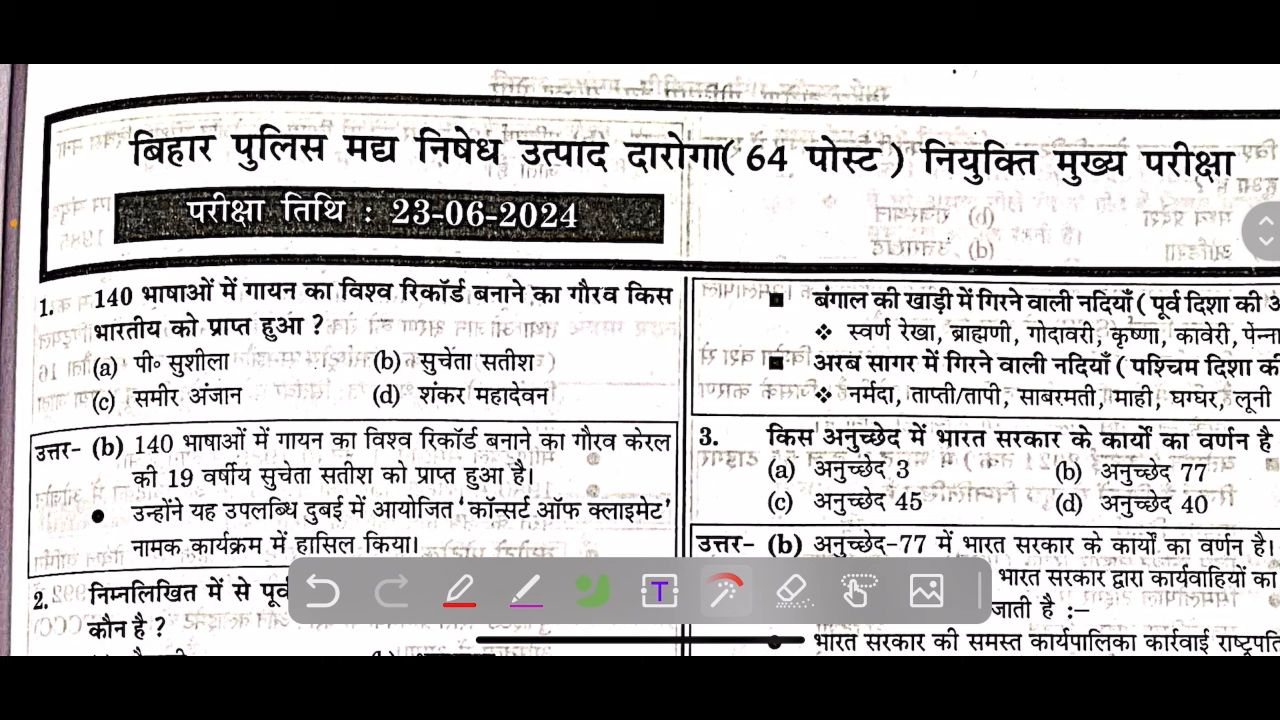 बिहार पुलिस मद्य निषेध उत्पाद दारोगा( 64 पोस्ट ) नियुक्ति मुख्य परीक्षा
परीक्षा तिथि : 23-06-2024
1. 140 भाषाओं में गायन का विश्व रिकॉर्ड बनाने का गौरव किस
भारतीय को प्राप्त हुआ ?
(a) पी॰ सुशीला (b) सुचेता सतीश
(c) समीर अंजान (d) शंकर महादेवन
उत्तर- (b) 140 भाषाओं में गायन का विश्व रिकॉर्ड बनाने का गौरव केरल
की 19 वर्षीय सुचेता सतीश को प्राप्त हुआ है।
● उन्होंने यह उपलब्धि दुबई में आयोजित ‘कॉन्सर्ट ऑफ क्लाइमेट’
नामक कार्यक्रम में हासिल किया।
2. निम्नलिखित में से पूर्व
कौन है ?
■ बंगाल की खाड़ी में गिरने वाली नदियाँ ( पूर्व दिशा की
❖ स्वर्ण रेखा, ब्राह्मणी, गोदावरी, कृष्णा, कावेरी, पेन्ना
■ अरब सागर में गिरने वाली नदियाँ ( पश्चिम दिशा की
❖ नर्मदा, ताप्ती/तापी, साबरमती, माही, घग्घर, लूनी
3. किस अनुच्छेद में भारत सरकार के कार्यों का वर्णन है
(a) अनुच्छेद 3 (b) अनुच्छेद 77
(c) अनुच्छेद 45 (d) अनुच्छेद 40
उत्तर- (b) अनुच्छेद-77 में भारत सरकार के कार्यों का वर्णन है।
भारत सरकार द्वारा कार्यवाहियों का
जाती है :–
● भारत सरकार की समस्त कार्यपालिका कार्रवाई राष्ट्रपति
T